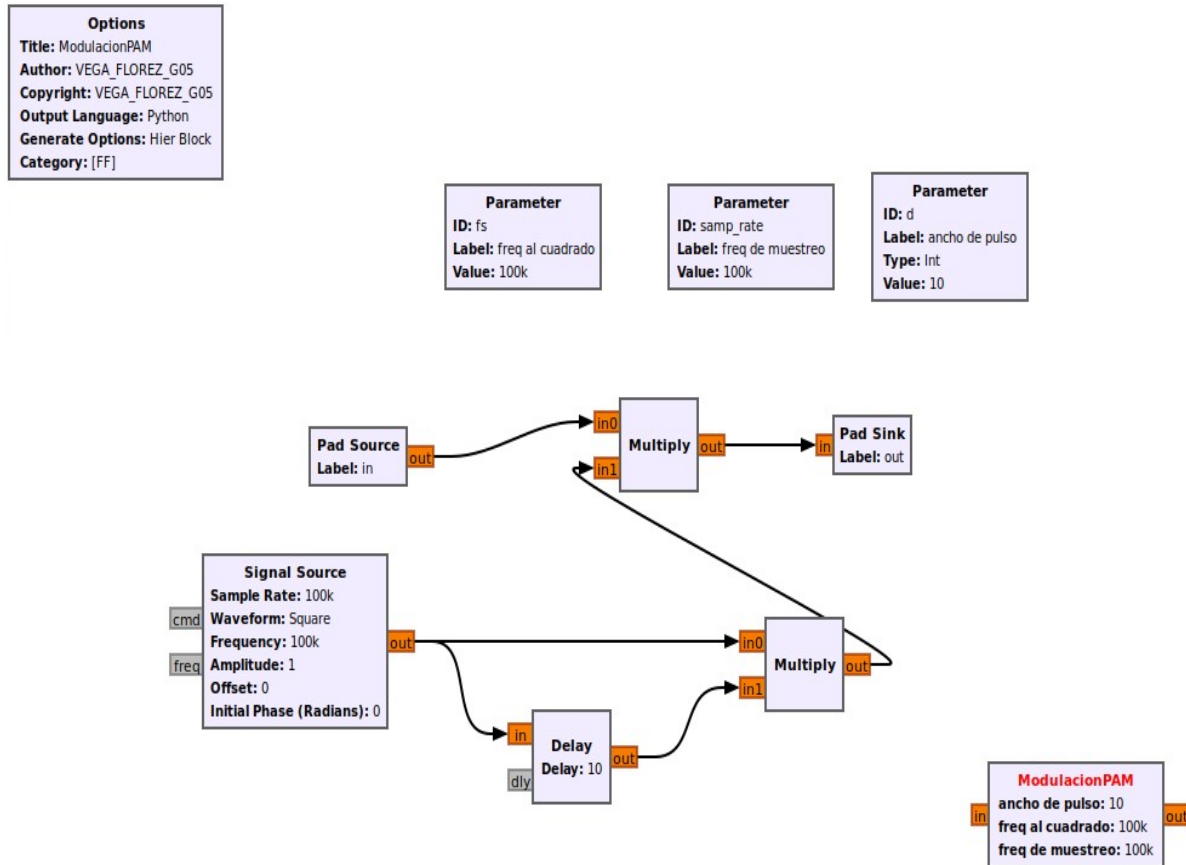 Options
Title: ModulacionPAM
Author: VEGA_FLOREZ_G05
Copyright: VEGA_FLOREZ_G05
Output Language: Python
Generate Options: Hier Block
Category: [FF]
Parameter
ID: fs
Label: freq al cuadrado
Value: 100k
Parameter
ID: samp_rate
Label: freq de muestreo
Value: 100k
Parameter
ID: d
Label: ancho de pulso
Type: Int
Value: 10
Pad Source
Label: in
out
in0
in1
Multiply
out
in
Pad Sink
Label: out
Signal Source
Sample Rate: 100k
Waveform: Square
Frequency: 100k
Amplitude: 1
Offset: 0
Initial Phase (Radians): 0
cmd
freq
out
in
dly
Delay
Delay: 10
out
in0
in1
Multiply
out
ModulacionPAM
ancho de pulso: 10
freq al cuadrado: 100k
freq de muestreo: 100k
in
out